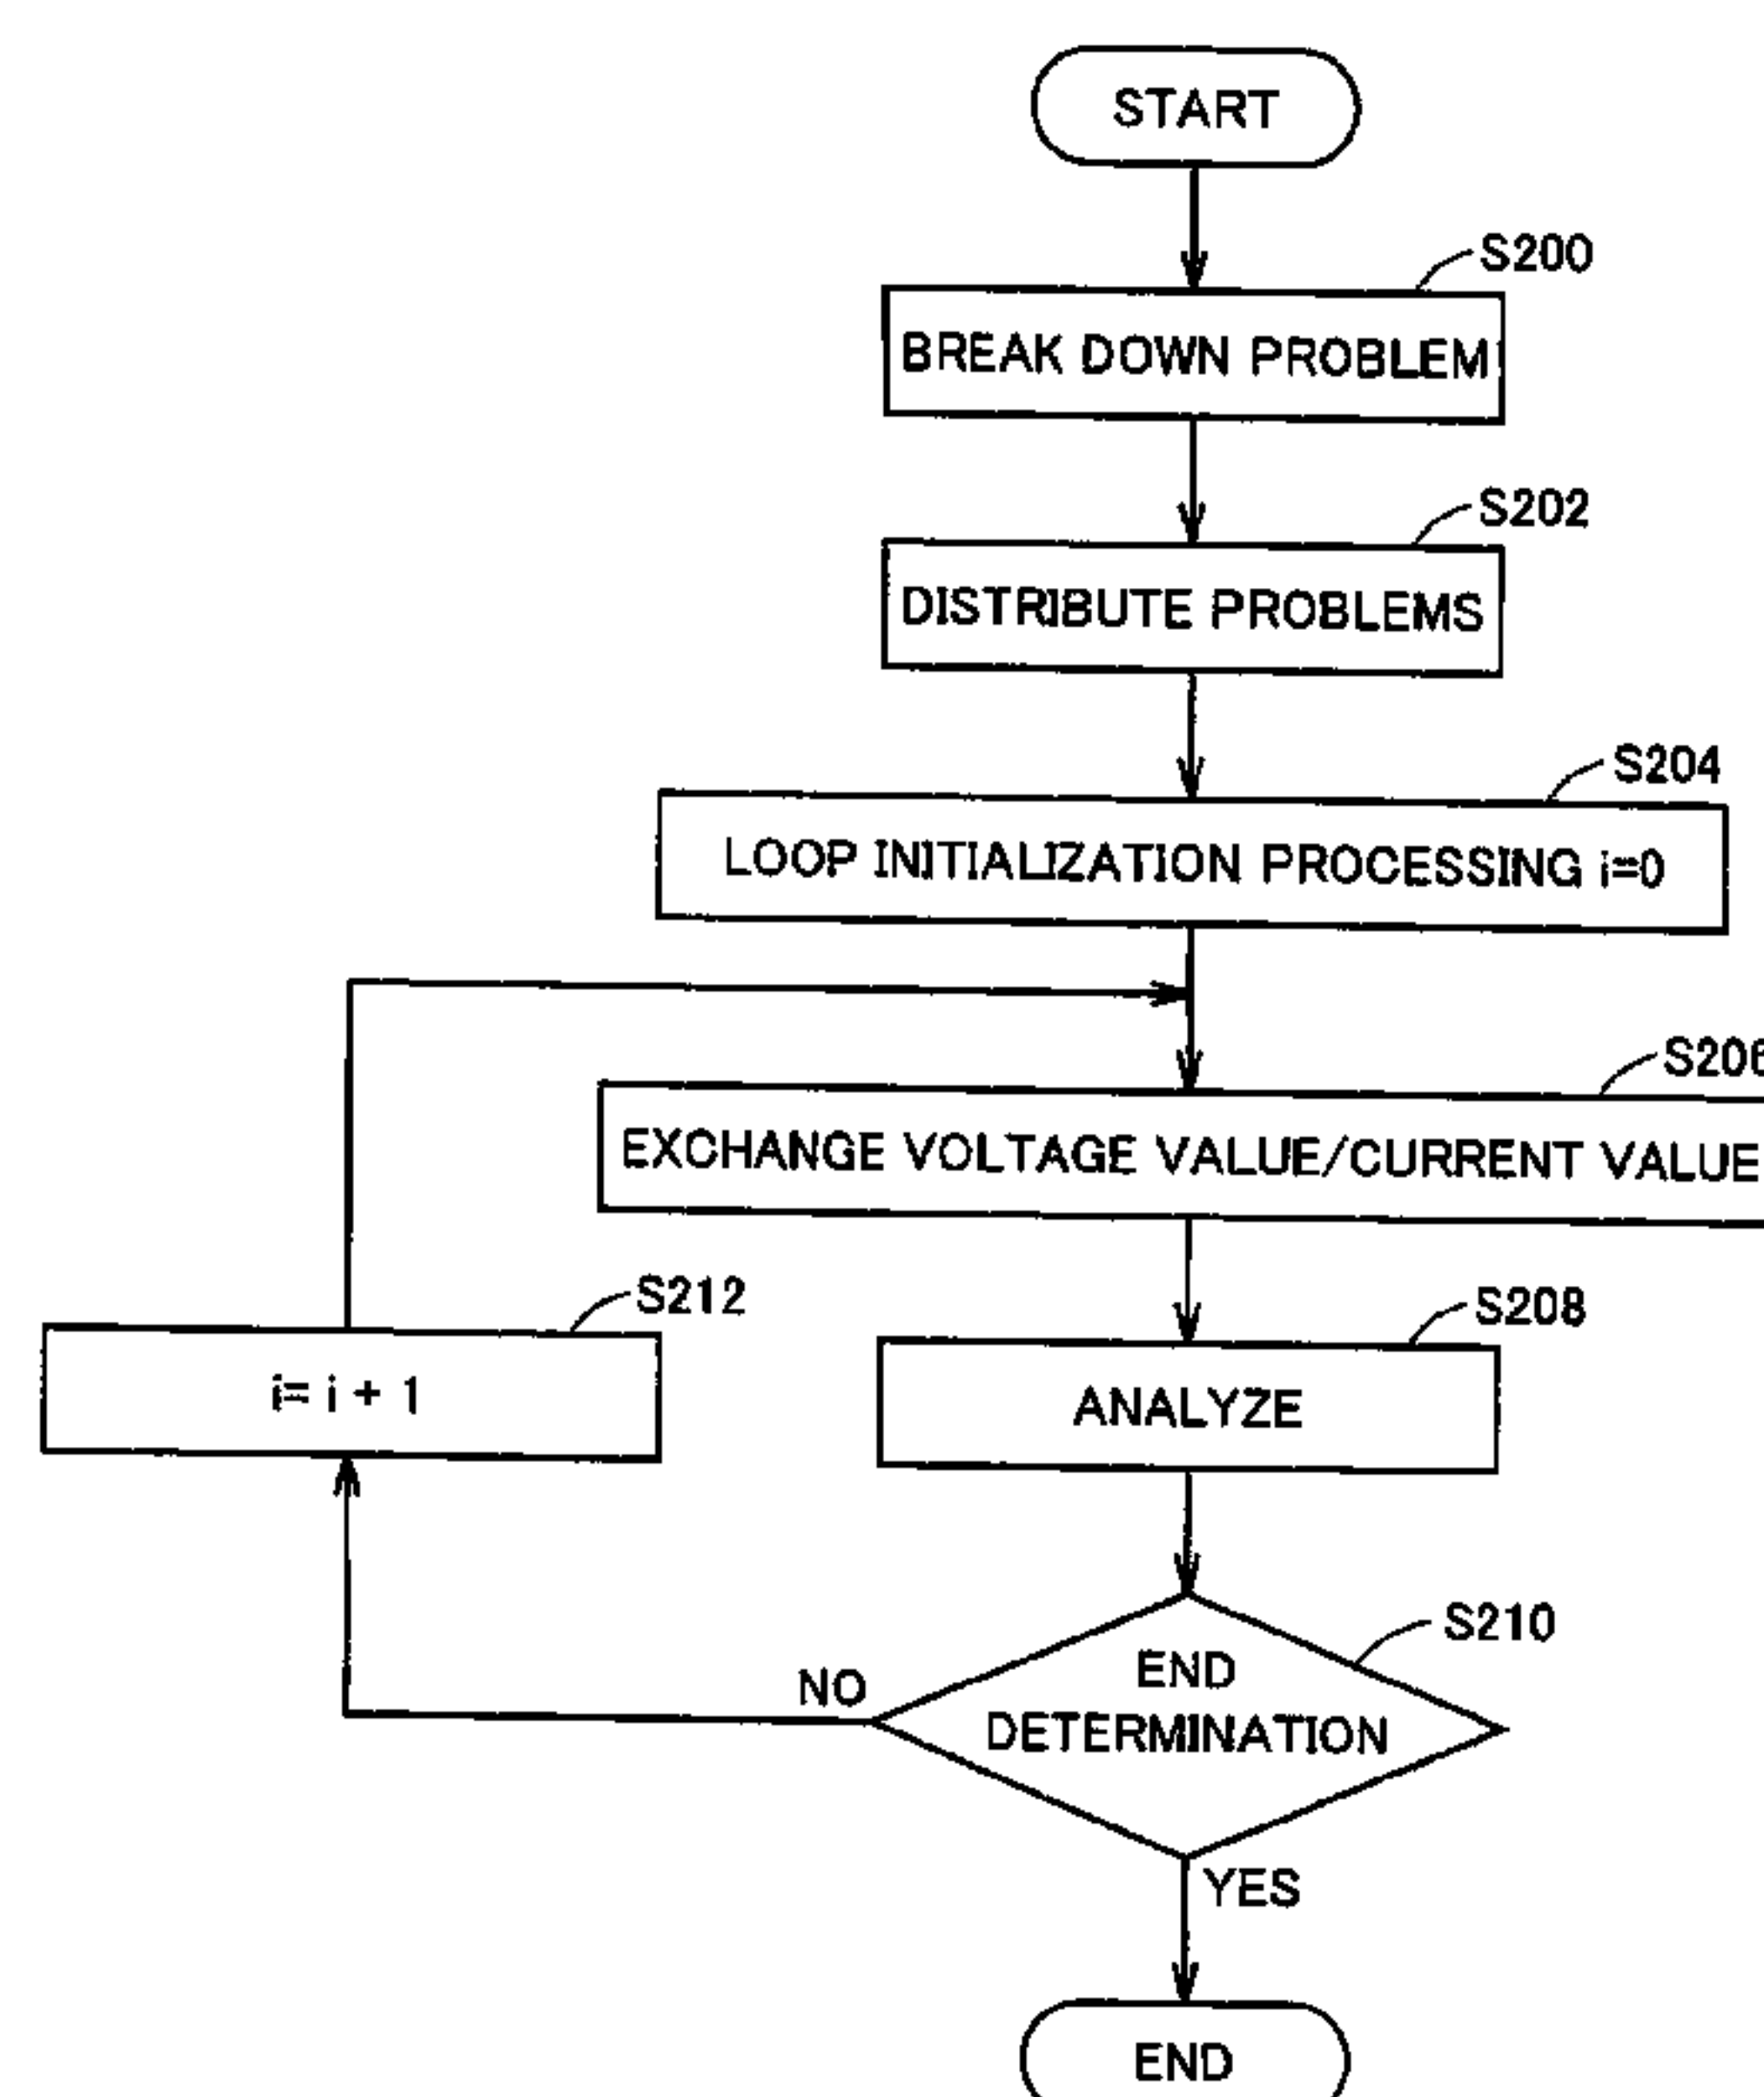 START
S200
BREAK DOWN PROBLEM
S202
DISTRIBUTE PROBLEMS
S204
LOOP INITIALIZATION PROCESSING i=0
S206
EXCHANGE VOLTAGE VALUE/CURRENT VALUE
S212
i= i + 1
S208
ANALYZE
S210
END
DETERMINATION
NO
YES
END